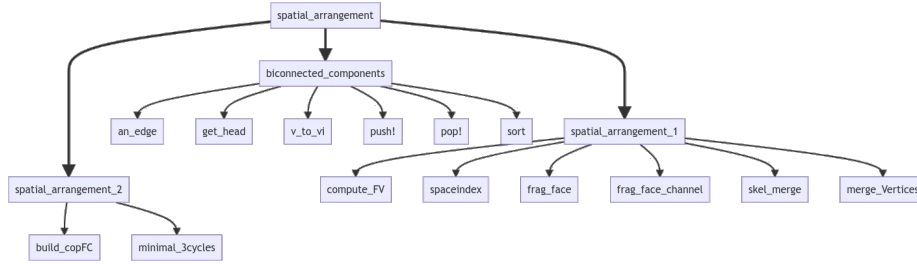 spatial_arrangement
biconnected_components
an_edge get_head v_to_vi push! pop! sort spatial_arrangement_1
spatial_arrangement_2 compute_FV spaceindex frag_face frag_face_channel skel_merge merge_Vertices
build_copFC minimal_3cycles